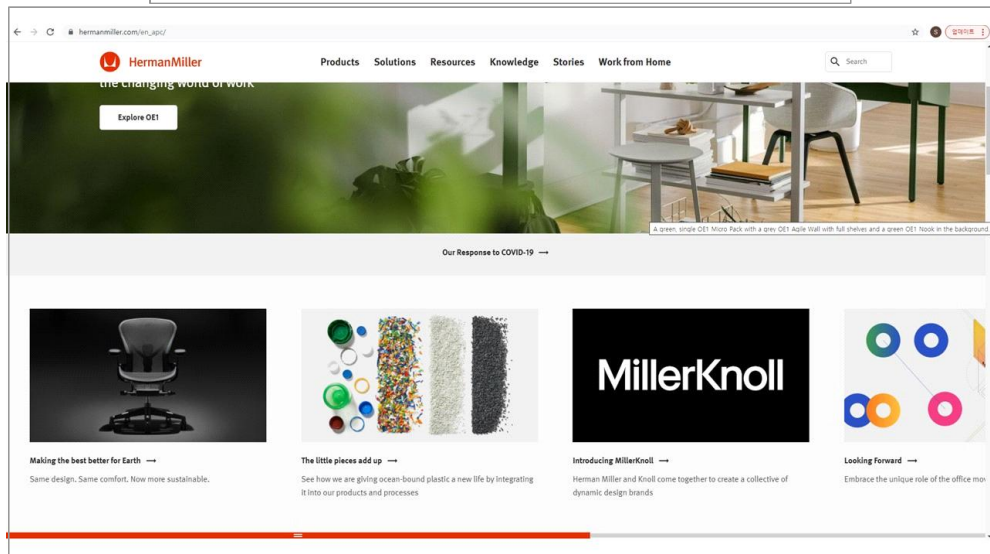 hermanmiller.com/en_apc/
S
업데이트
HermanMiller
Products Solutions Resources Knowledge Stories Work from Home
Search
the changing world of work
Explore OE1
A green, single OE1 Micro Pack with a grey OE1 Agile Wall with full shelves and a green OE1 Nook in the background.
Our Response to COVID-19 →
MillerKnoll
Making the best better for Earth →
Same design. Same comfort. Now more sustainable.
The little pieces add up →
See how we are giving ocean-bound plastic a new life by integrating
it into our products and processes
Introducing MillerKnoll →
Herman Miller and Knoll come together to create a collective of
dynamic design brands
Looking Forward →
Embrace the unique role of the office